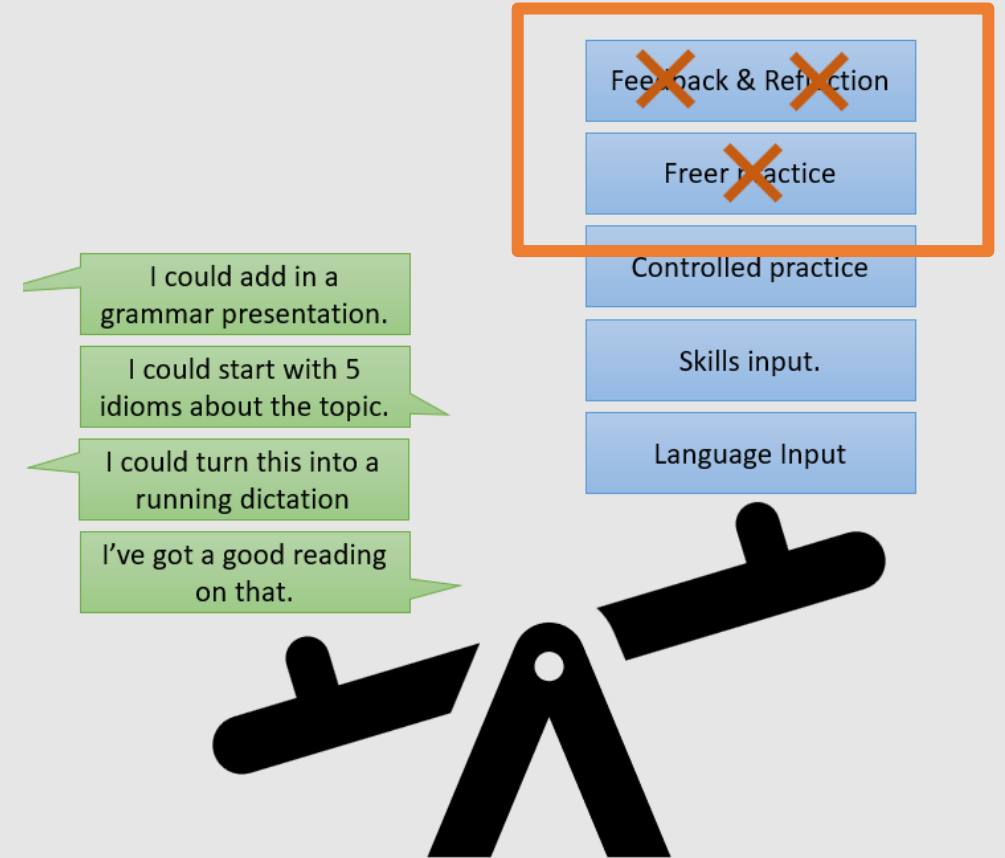 Feedback & Reflection
Freer practice
Controlled practice
Skills input.
Language Input
I could add in a
grammar presentation.
I could start with 5
idioms about the topic.
I could turn this into a
running dictation
I've got a good reading
on that.